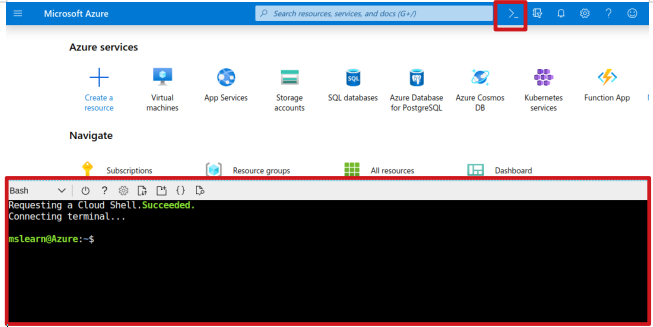 Microsoft Azure
Search resources, services, and docs (G+/)
Azure services
Create a resource
Virtual machines
App Services
Storage accounts
SQL databases
Azure Database for PostgreSQL
Azure Cosmos DB
Kubernetes services
Function App
Navigate
Subscriptions
Resource groups
All resources
Dashboard
Bash
Requesting a Cloud Shell.Succeeded.
Connecting terminal...
mslearn@Azure:~$